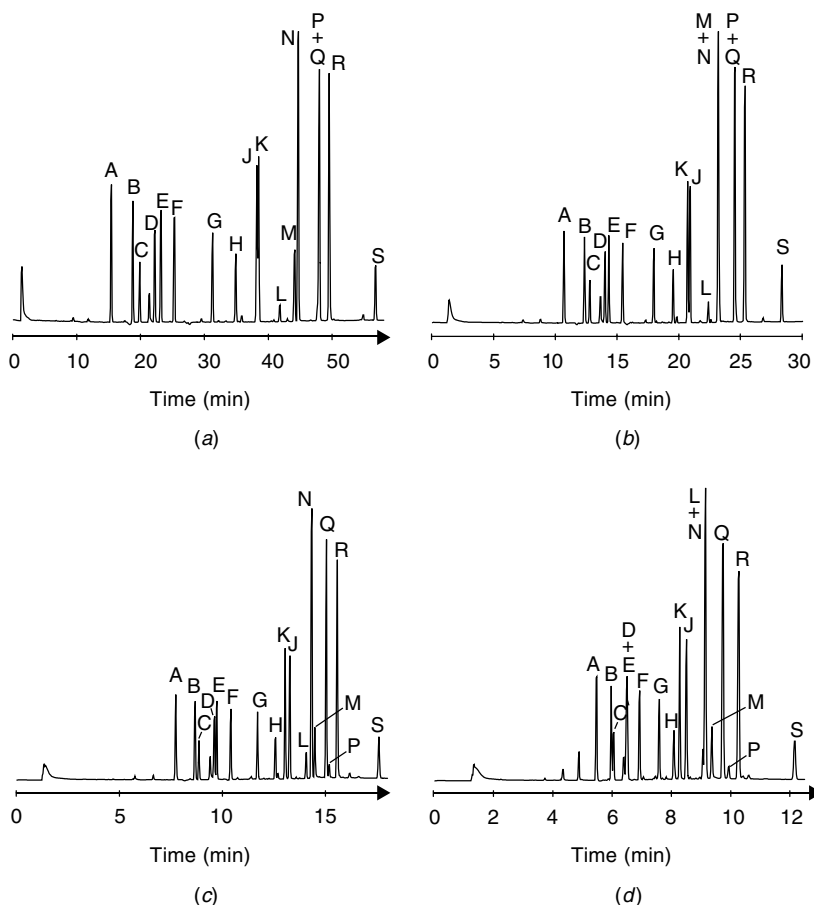 P
+
N Q R
A B C D E F G H J K L M S
0 10 20 30 40 50
Time (min)
(a)
M P
+ +
N Q R
A B C D E F G H K J L S
0 5 10 15 20 25 30
Time (min)
(b)
N Q R
A B C D E F G H K J L M P S
0 5 10 15
Time (min)
(c)
L
+
N Q R
D
+
A B C E F G H K J M P S
0 2 4 6 8 10 12
Time (min)
(d)